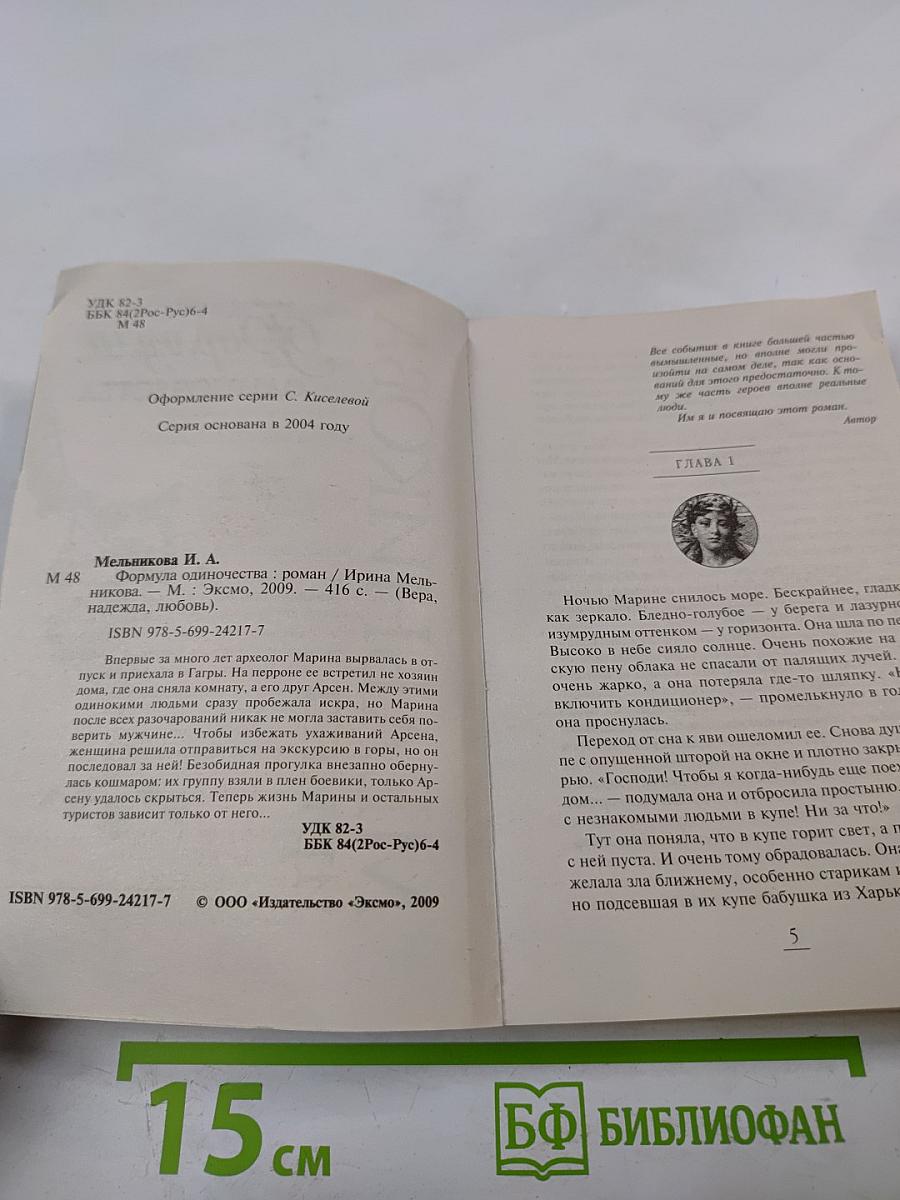 УДК 82-3
ББК 84(2Рос-Рус)6-4
М 48
Оформление серии С. Киселевой
Серия основана в 2004 году
Мельникова И. А.
М 48 Формула одиночества : роман / Ирина Мель-
никова. — М. : Эксмо, 2009. — 416 с. — (Вера,
надежда, любовь).
ISBN 978-5-699-24217-7
Впервые за много лет археолог Марина вырвалась в от-
пуск и приехала в Гагры. На перроне ее встретил не хозяин
дома, где она сняла комнату, а его друг Арсен. Между этими
одинокими людьми сразу пробежала искра, но Марина
после всех разочарований никак не могла заставить себя по-
верить мужчине... Чтобы избежать ухаживаний Арсена,
женщина решила отправиться на экскурсию в горы, но он
последовал за ней! Безобидная прогулка внезапно оберну-
лась кошмаром: их группу взяли в плен боевики, только Ар-
сену удалось скрыться. Теперь жизнь Марины и остальных
туристов зависит только от него...
УДК 82-3
ББК 84(2Рос-Рус)6-4
ISBN 978-5-699-24217-7 © ООО «Издательство «Эксмо», 2009
Все события в книге большей частью
вымышленные, но вполне могли про-
изойти на самом деле, так как осно-
ваний для этого предостаточно. К то-
му же часть героев вполне реальные
люди.
Им я и посвящаю этот роман.
Автор
ГЛАВА 1
Ночью Марине снилось море. Бескрайнее, гладк
как зеркало. Бледно-голубое — у берега и лазурно
изумрудным оттенком — у горизонта. Она шла по пе
Высоко в небе сияло солнце. Очень похожие на
скую пену облака не спасали от палящих лучей.
очень жарко, а она потеряла где-то шляпку. «
включить кондиционер», — промелькнуло в гол
она проснулась.
Переход от сна к яви ошеломил ее. Снова душ
пе с опущенной шторой на окне и плотно закры
рью. «Господи! Чтобы я когда-нибудь еще поех
дом... — подумала она и отбросила простыню.
с незнакомыми людьми в купе! Ни за что!»
Тут она поняла, что в купе горит свет, а п
с ней пуста. И очень тому обрадовалась. Она
желала зла ближнему, особенно старикам и
но подсевшая в их купе бабушка из Харьк
5
15 см
БФ БИБЛИОФАН